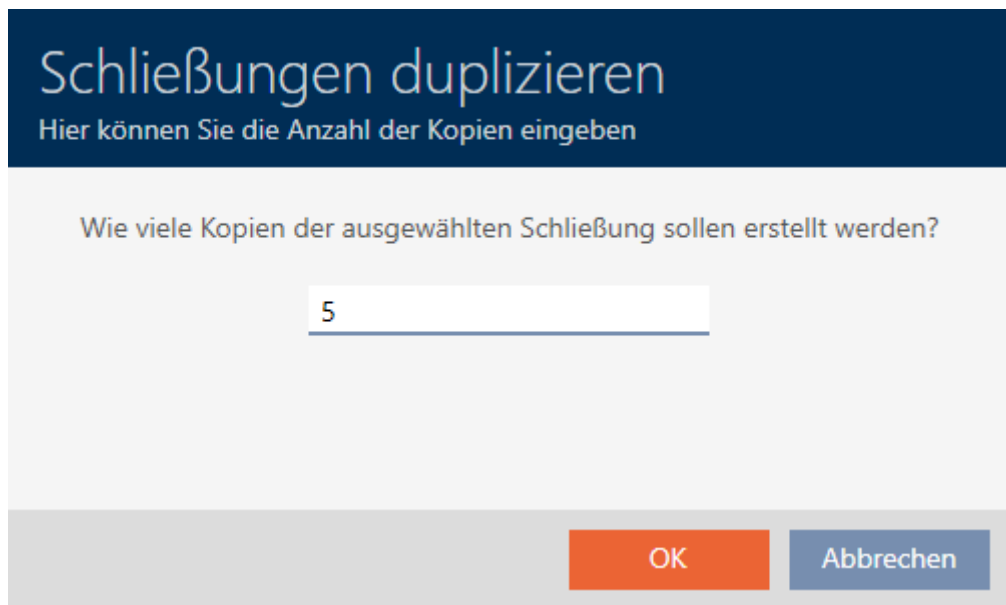 Schließungen duplizieren
Hier können Sie die Anzahl der Kopien eingeben
Wie viele Kopien der ausgewählten Schließung sollen erstellt werden?
5
OK
Abbrechen